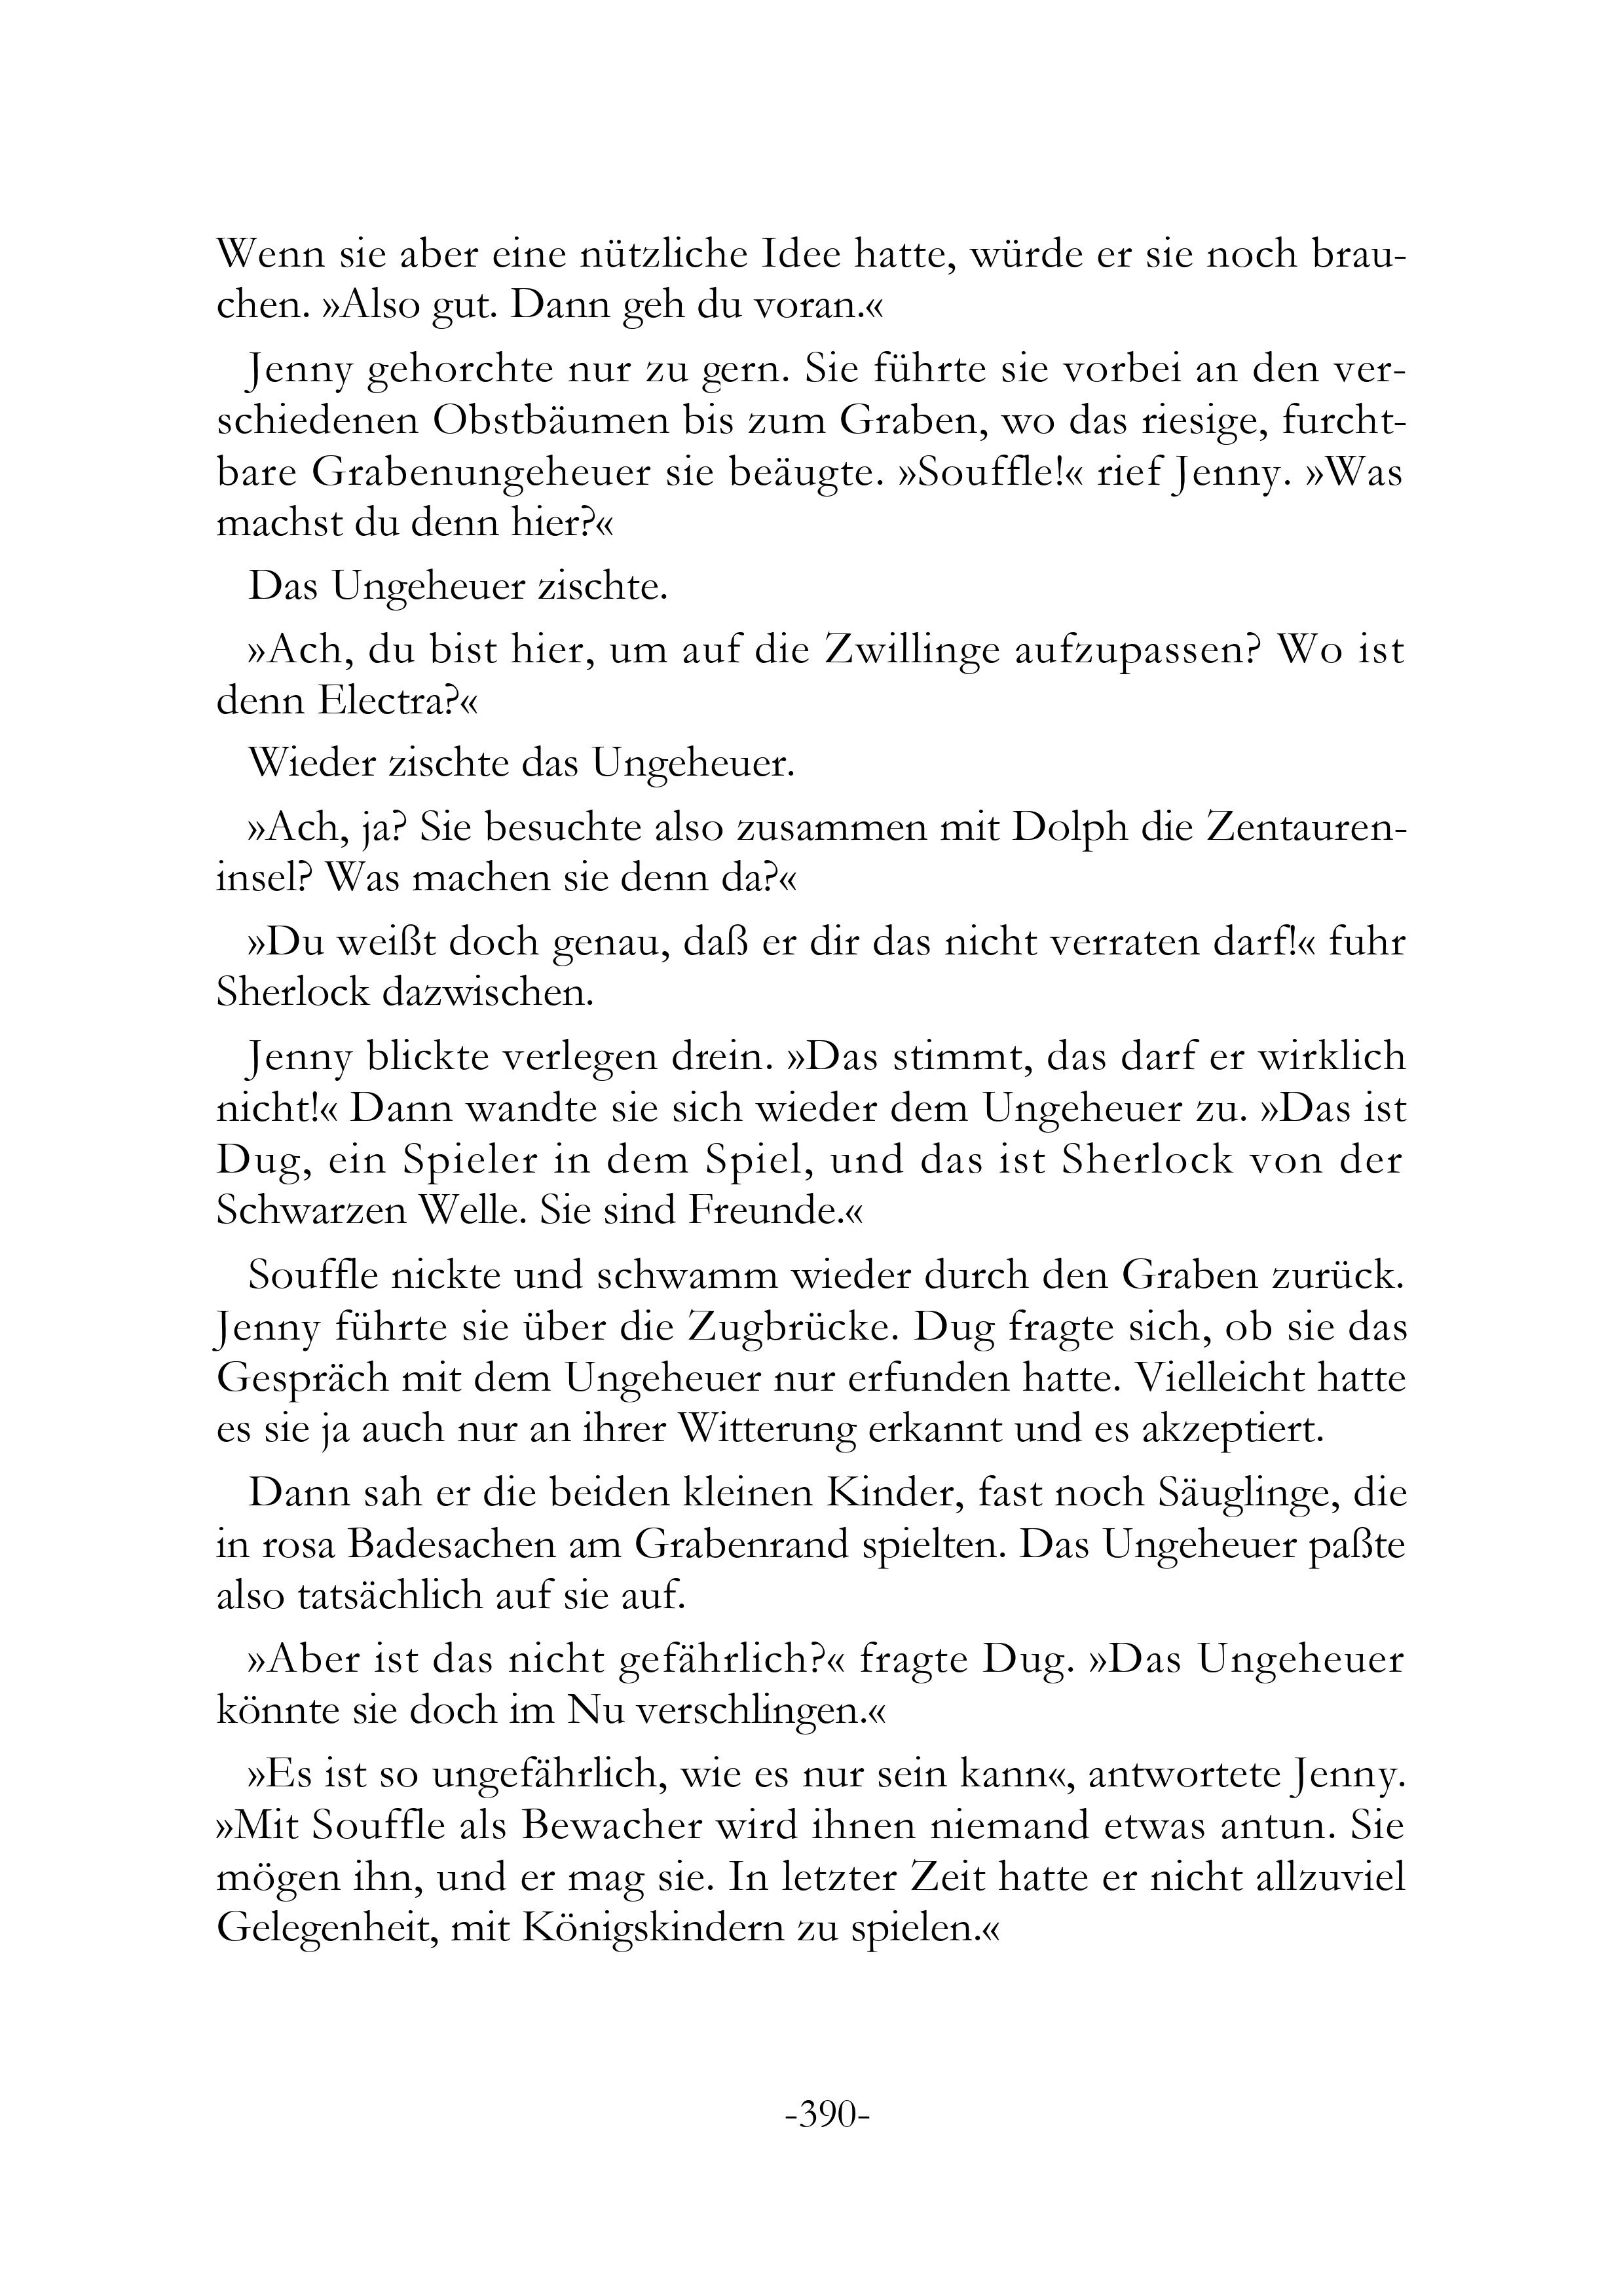 Wenn sie aber eine nützliche Idee hatte, würde er sie noch brau-
chen. »Also gut. Dann geh du voran.«
Jenny gehorchte nur zu gern. Sie führte sie vorbei an den ver-
schiedenen Obstbäumen bis zum Graben, wo das riesige, furcht-
bare Grabenungeheuer sie beäugte. »Souffle!« rief Jenny. »Was
machst du denn hier?«
Das Ungeheuer zischte.
»Ach, du bist hier, um auf die Zwillinge aufzupassen? Wo ist
denn Electra?«
Wieder zischte das Ungeheuer.
»Ach, ja? Sie besuchte also zusammen mit Dolph die Zentauren-
insel? Was machen sie denn da?«
»Du weißt doch genau, daß er dir das nicht verraten darf!« fuhr
Sherlock dazwischen.
Jenny blickte verlegen drein. »Das stimmt, das darf er wirklich
nicht!« Dann wandte sie sich wieder dem Ungeheuer zu. »Das ist
Dug, ein Spieler in dem Spiel, und das ist Sherlock von der
Schwarzen Welle. Sie sind Freunde.«
Souffle nickte und schwamm wieder durch den Graben zurück.
Jenny führte sie über die Zugbrücke. Dug fragte sich, ob sie das
Gespräch mit dem Ungeheuer nur erfunden hatte. Vielleicht hatte
es sie ja auch nur an ihrer Witterung erkannt und es akzeptiert.
Dann sah er die beiden kleinen Kinder, fast noch Säuglinge, die
in rosa Badesachen am Grabenrand spielten. Das Ungeheuer paßte
also tatsächlich auf sie auf.
»Aber ist das nicht gefährlich?« fragte Dug. »Das Ungeheuer
könnte sie doch im Nu verschlingen.«
»Es ist so ungefährlich, wie es nur sein kann«, antwortete Jenny.
»Mit Souffle als Bewacher wird ihnen niemand etwas antun. Sie
mögen ihn, und er mag sie. In letzter Zeit hatte er nicht allzuviel
Gelegenheit, mit Königskindern zu spielen.«
-390-